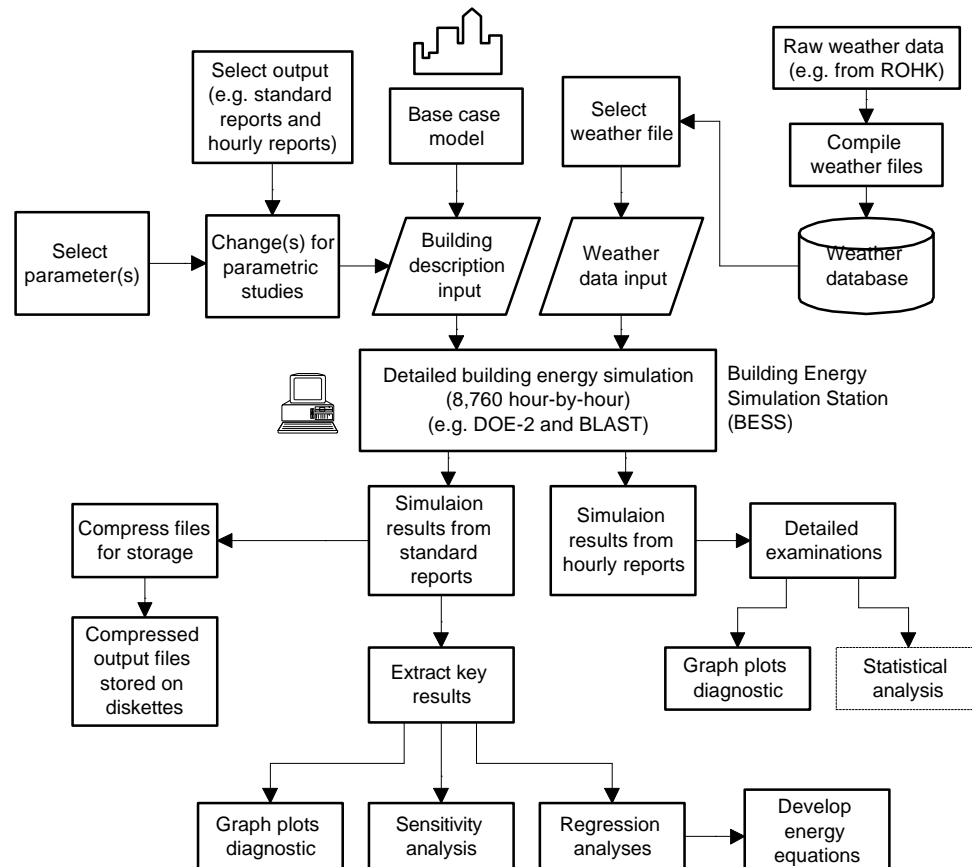 Select output
(e.g. standard
reports and
hourly reports)
Base case
model
Select
weather file
Raw weather data
(e.g. from ROHK)
Compile
weather files
Select
parameter(s)
Change(s) for
parametric
studies
Building
description
input
Weather
data input
Weather
database
Detailed building energy simulation
(8,760 hour-by-hour)
(e.g. DOE-2 and BLAST)
Building Energy
Simulation Station
(BESS)
Compress files
for storage
Simulaion
results from
standard
reports
Simulaion
results from
hourly reports
Detailed
examinations
Compressed
output files
stored on
diskettes
Extract key
results
Graph plots
diagnostic
Statistical
analysis
Graph plots
diagnostic
Sensitivity
analysis
Regression
analyses
Develop
energy
equations